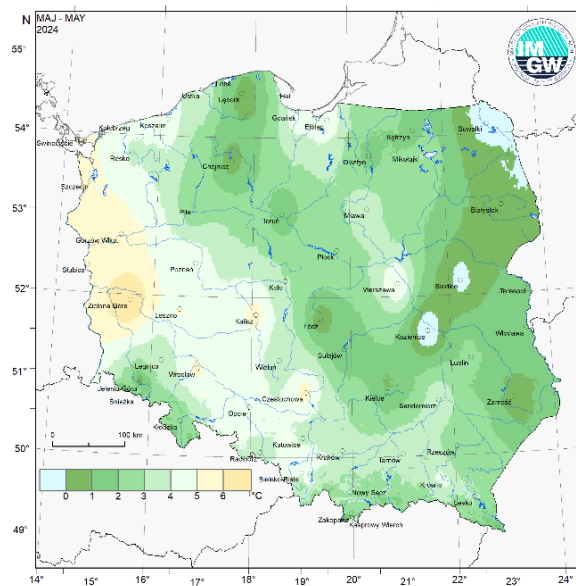 N
MAJ - MAY
2024
IM
GW
55°
54°
53°
52°
51°
50°
49°
Łeba
Ustka
Lębork
Hel
Gdańsk
Elbląg
Kołobrzeg
Koszalin
Świnoujście
Resko
Chojnice
Olsztyn
Kętrzyn
Mikołajki
Suwałki
Szczecin
Piła
Toruń
Mława
Białystok
Gorzów Wlkp.
Płock
Słubice
Poznań
Koło
Warszawa
Siedlce
Terespol
Zielona Góra
Leszno
Kalisz
Łódź
Kozienice
Włodawa
Sulejów
Legnica
Wrocław
Wieluń
Lublin
Jelenia Góra
Śnieżka
Częstochowa
Kielce
Sandomierz
Zamość
Kłodzko
Opole
0 100 km
Racibórz
Katowice
Kraków
Tarnów
Rzeszów
Bielsko-Biała
Nowy Sącz
Krosno
Lesko
Zakopane
Kasprowy Wierch
0 1 2 3 4 5 6 °C
14° 15° 16° 17° 18° 19° 20° 21° 22° 23° 24°